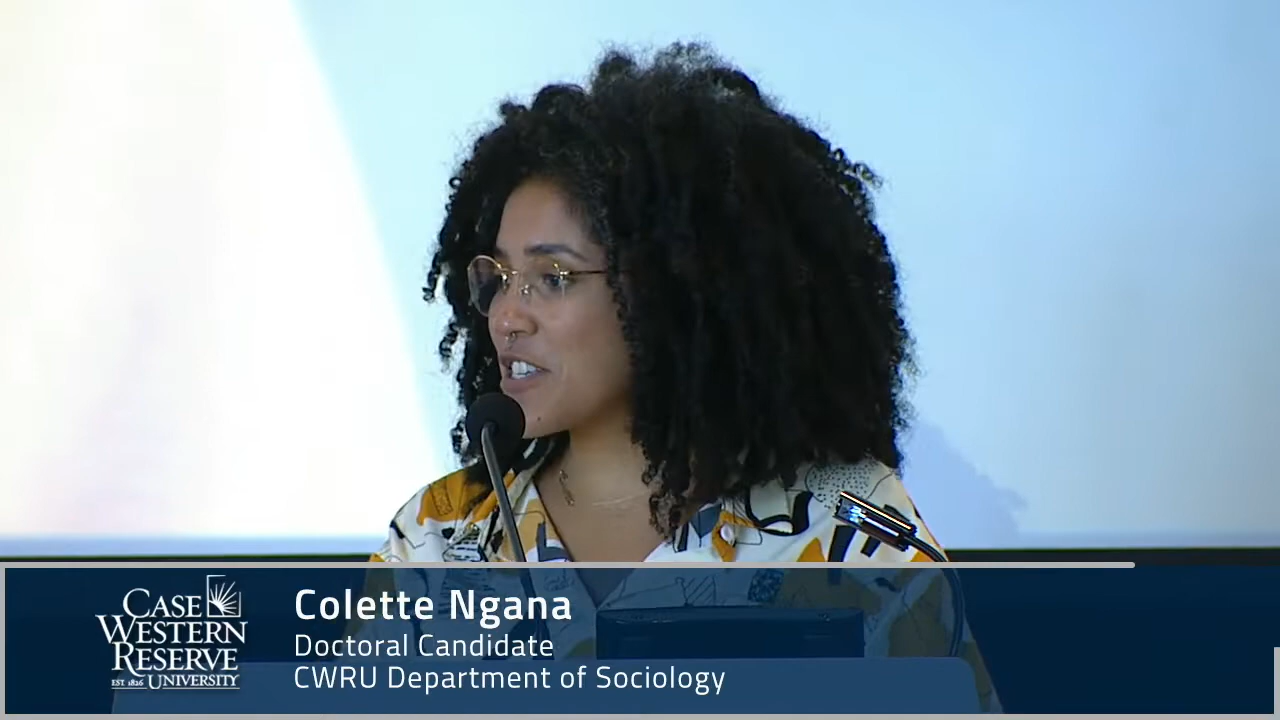 CASE
WESTERN
RESERVE
EST. 1826 UNIVERSITY
Colette Ngana
Doctoral Candidate
CWRU Department of Sociology